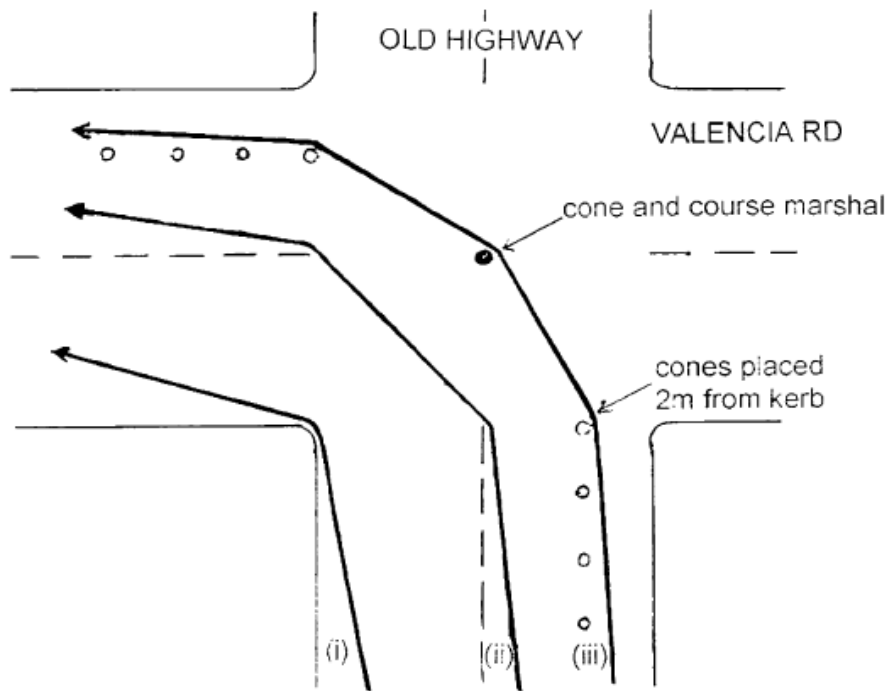 OLD HIGHWAY
VALENCIA RD
cone and course marshal
cones placed
2m from kerb
(i)
(ii)
(iii)